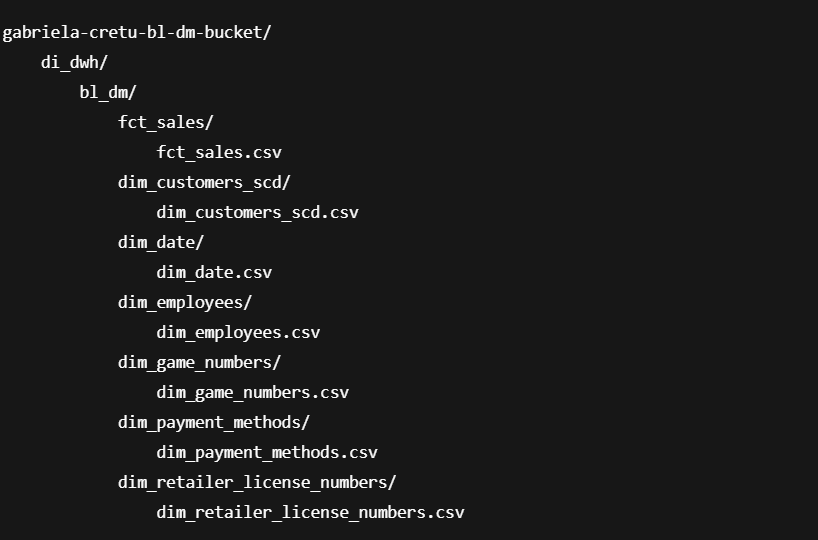 gabriela-cretu-bl-dm-bucket/
di_dwh/
bl_dm/
fct_sales/
fct_sales.csv
dim_customers_scd/
dim_customers_scd.csv
dim_date/
dim_date.csv
dim_employees/
dim_employees.csv
dim_game_numbers/
dim_game_numbers.csv
dim_payment_methods/
dim_payment_methods.csv
dim_retailer_license_numbers/
dim_retailer_license_numbers.csv